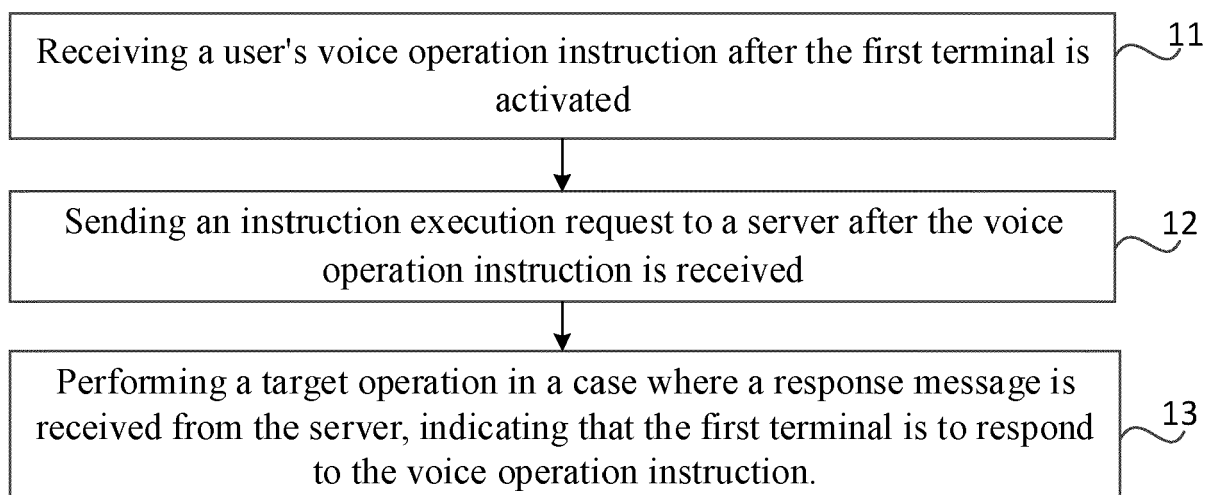 Receiving a user's voice operation instruction after the first terminal is
activated
11
Sending an instruction execution request to a server after the voice
operation instruction is received
12
Performing a target operation in a case where a response message is
received from the server, indicating that the first terminal is to respond
to the voice operation instruction.
13